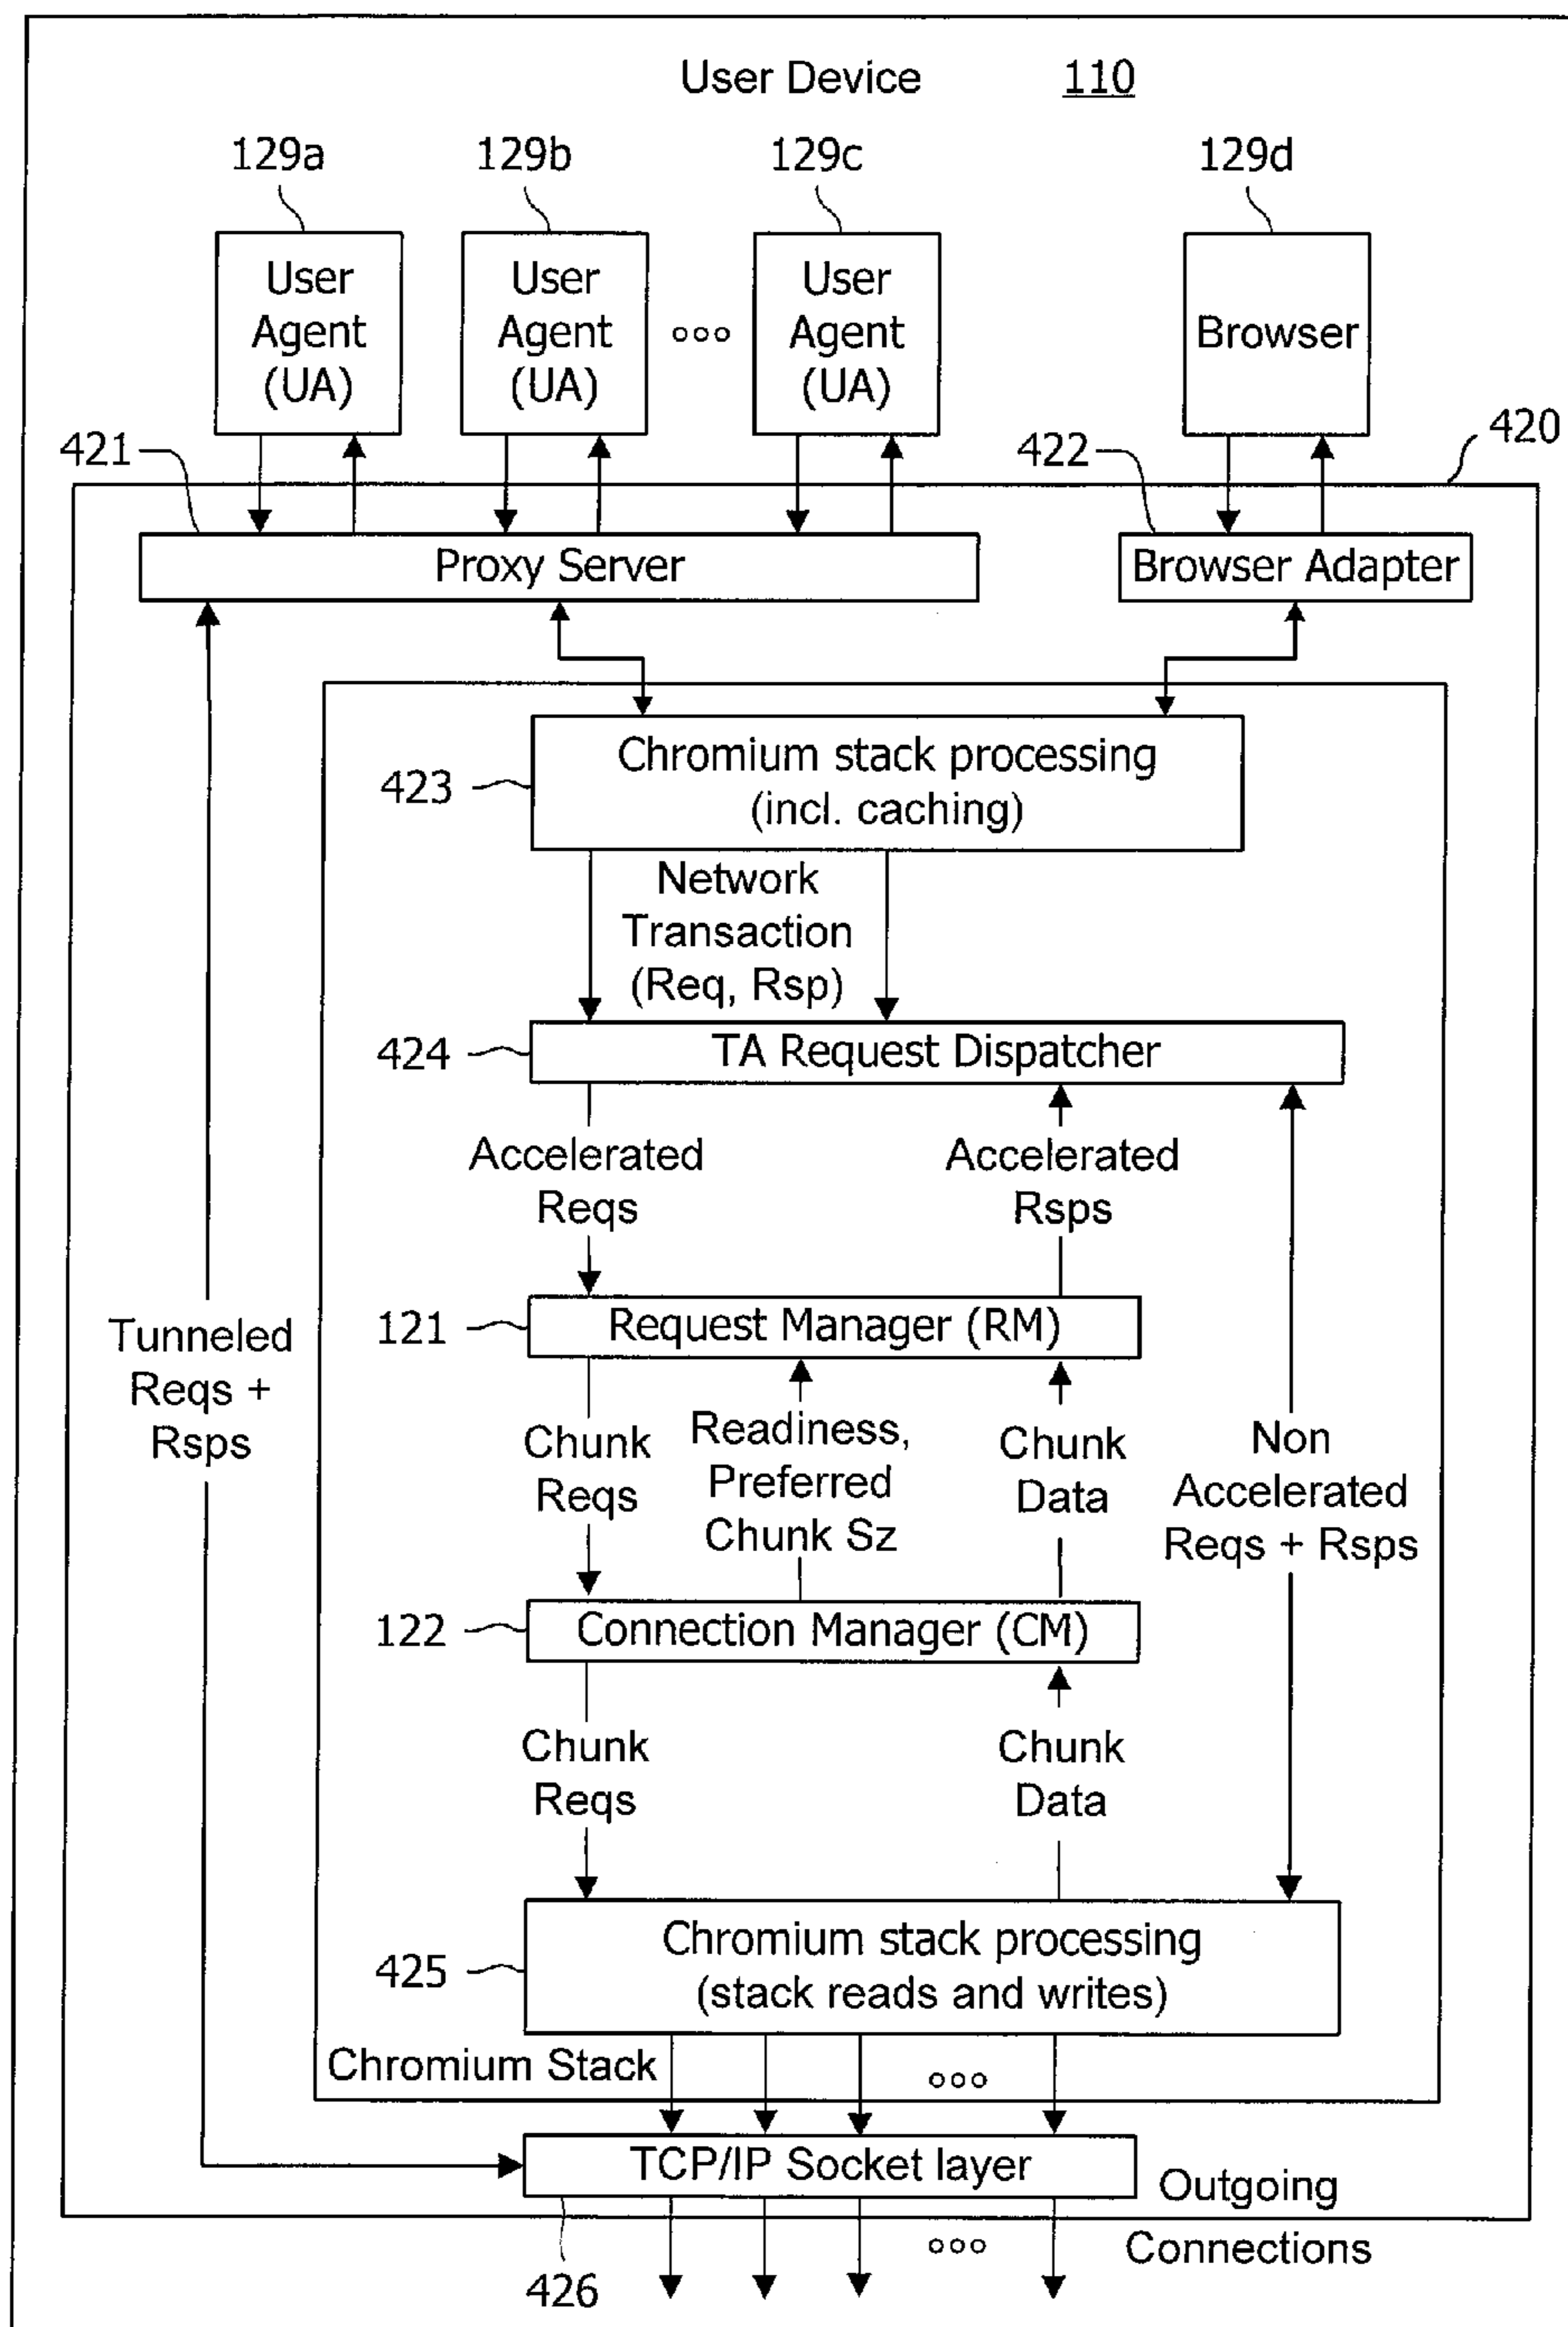 User Device 110
129a
129b
129c
129d
User
Agent
(UA)
User
Agent
(UA)
User
Agent
(UA)
Browser
421
422
420
Proxy Server
Browser Adapter
Chromium stack processing
(incl. caching)
423
Network
Transaction
(Req, Rsp)
424
TA Request Dispatcher
Accelerated
Reqs
Accelerated
Rsps
121
Request Manager (RM)
Tunneled
Reqs +
Rsps
Chunk
Reqs
Readiness,
Preferred
Chunk Sz
Chunk
Data
Non
Accelerated
Reqs + Rsps
122
Connection Manager (CM)
Chunk
Reqs
Chunk
Data
425
Chromium stack processing
(stack reads and writes)
Chromium Stack
TCP/IP Socket layer
Outgoing
Connections
426